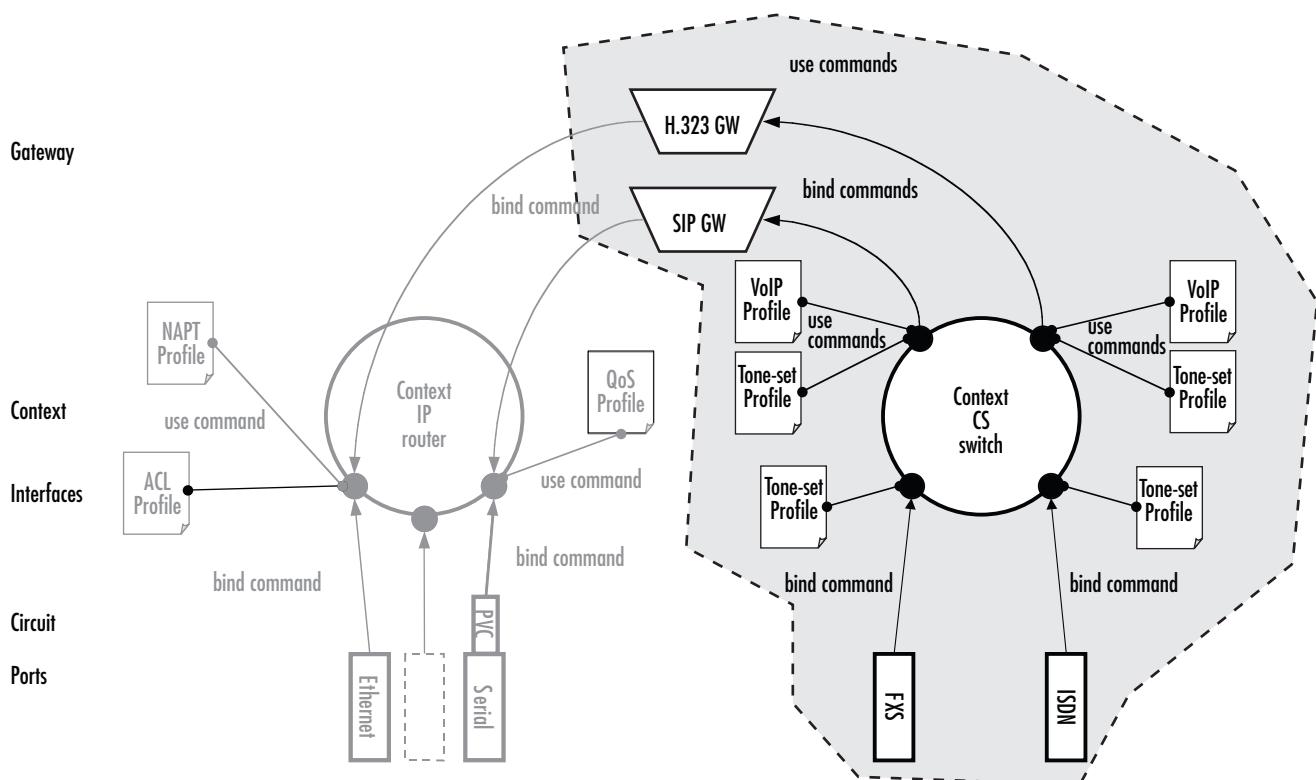 use commands
H.323 GW
Gateway
bind commands
bind command
SIP GW
VoIP
Profile
VoIP
Profile
NAPT
Profile
use
commands
use
commands
Context
IP
router
QoS
Profile
Tone-set
Profile
Context
CS
switch
Tone-set
Profile
Context
use command
ACL
Profile
Interfaces
use command
Tone-set
Profile
Tone-set
Profile
bind command
bind command
bind command
bind command
Circuit
PVC
Ports
Ethernet
Serial
FXS
ISDN